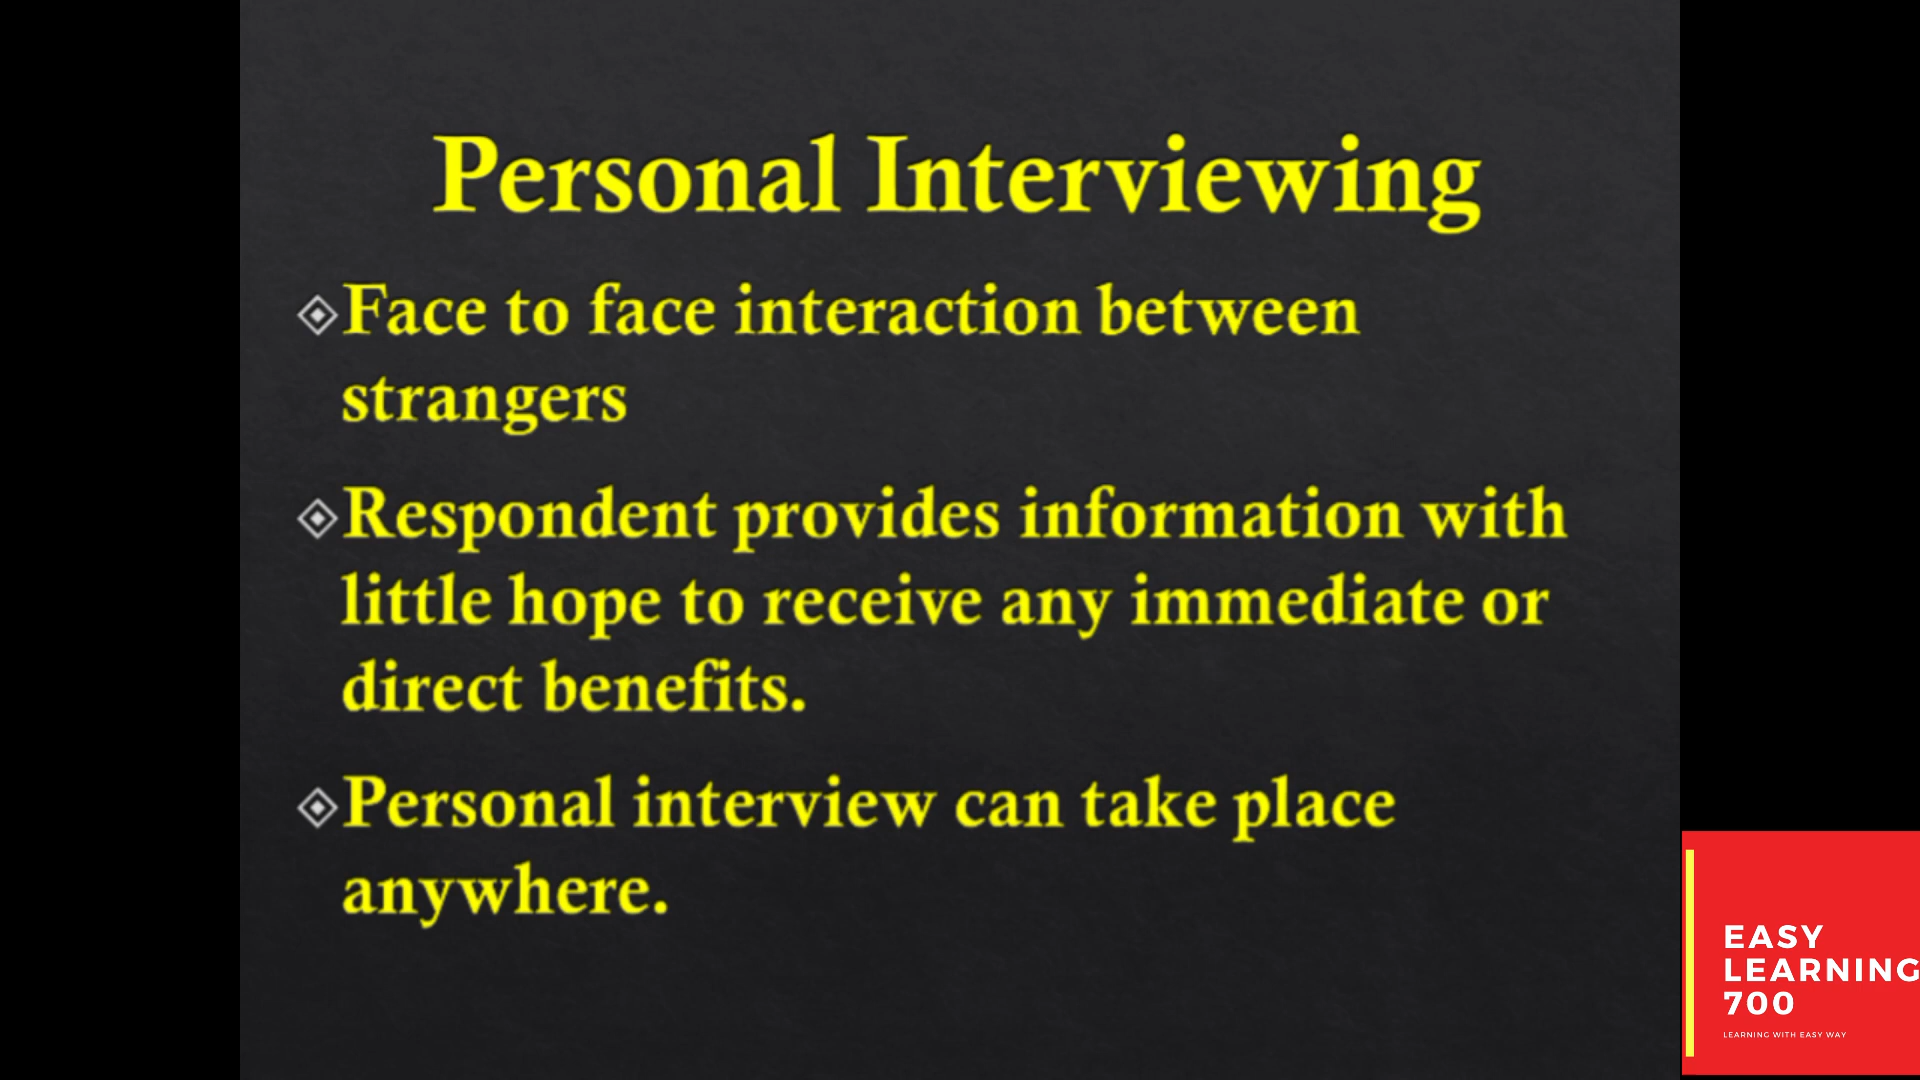 Personal Interviewing
Face to face interaction between
strangers
Respondent provides information with
little hope to receive any immediate or
direct benefits.
Personal interview can take place
anywhere.
EASY
LEARNING
700
LEARNING WITH EASY WAY